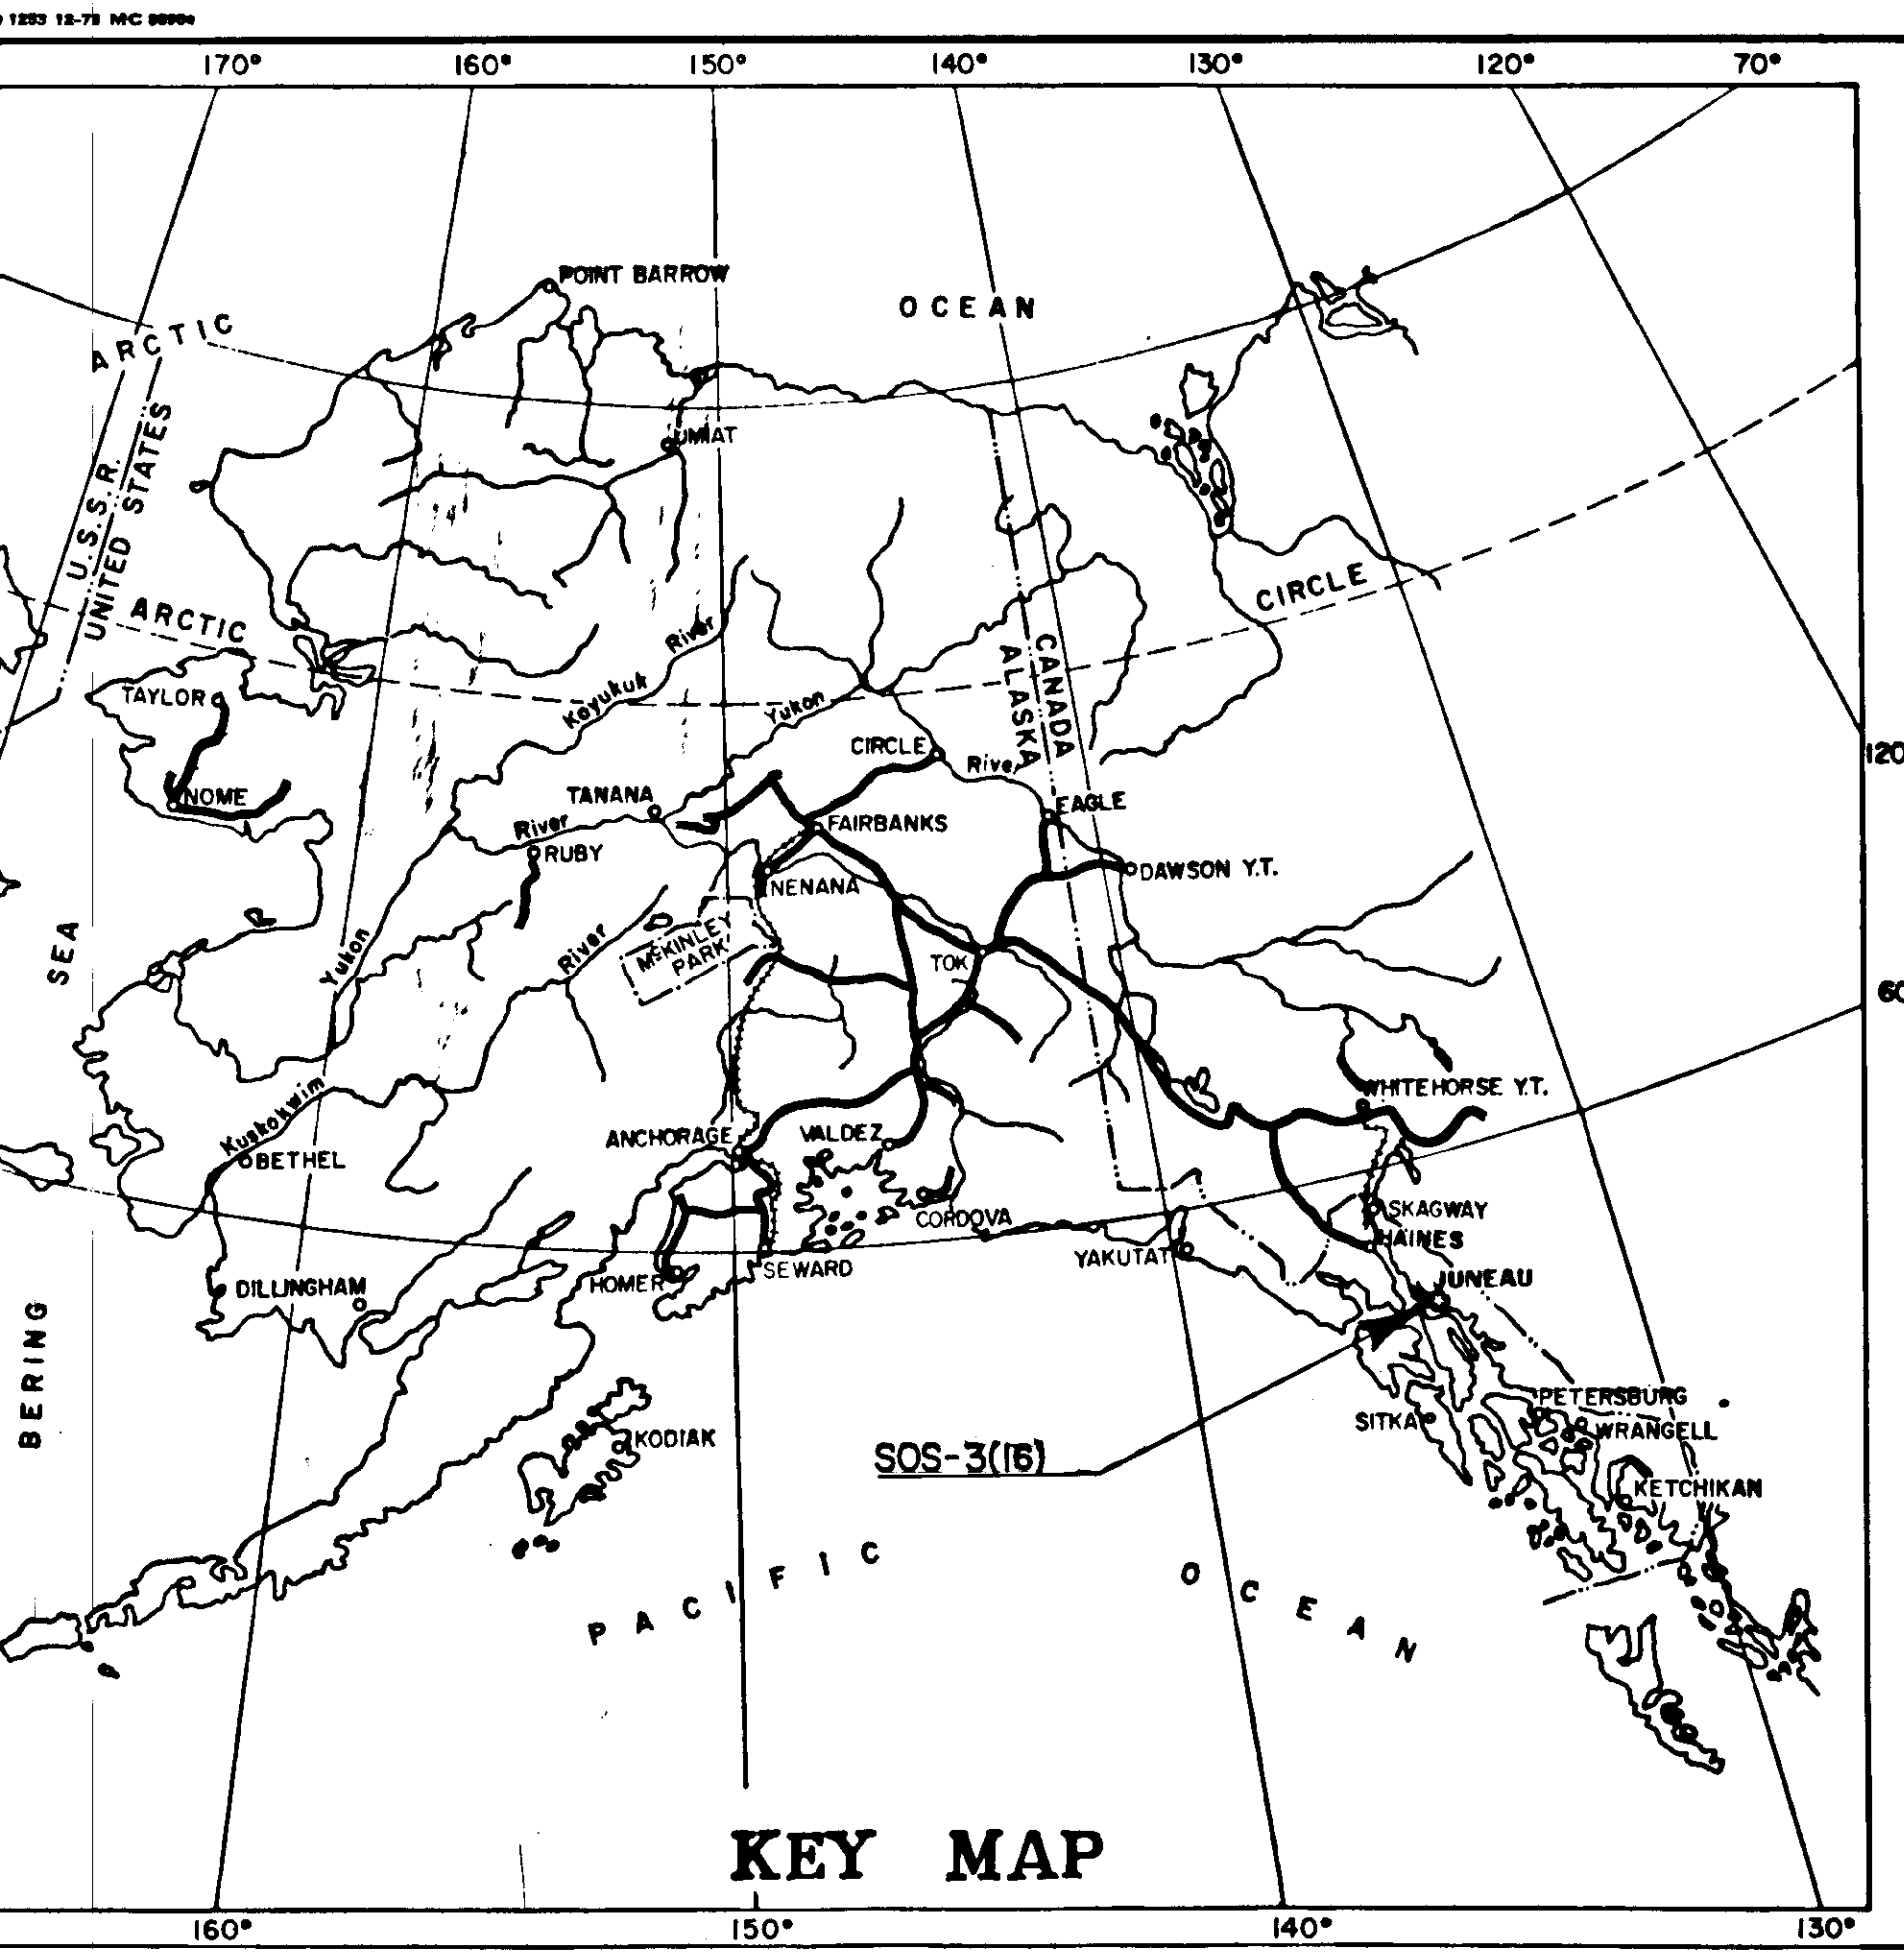 1253 12-78 MC
170° 160° 150° 140° 130° 120° 70°
POINT BARROW
OCEAN
ARCTIC
UMIAT
U.S.S.R.
UNITED STATES
ARCTIC
CIRCLE
River
Koyukuk
CANADA
ALASKA
TAYLOR
Yukon
CIRCLE
River
120
NOME
TANANA
EAGLE
River
FAIRBANKS
RUBY
DAWSON Y.T.
NENANA
SEA
Yukon
River
McKINLEY
PARK
TOK
60
Kuskokwim
WHITEHORSE Y.T.
ANCHORAGE
VALDEZ
BETHEL
CORDOVA
SKAGWAY
HAINES
YAKUTAT
DILLINGHAM
HOMER
SEWARD
JUNEAU
BERING
PETERSBURG
SITKA
WRANGELL
KODIAK
SOS-3(16)
KETCHIKAN
PACIFIC
OCEAN
KEY MAP
160° 150° 140° 130°